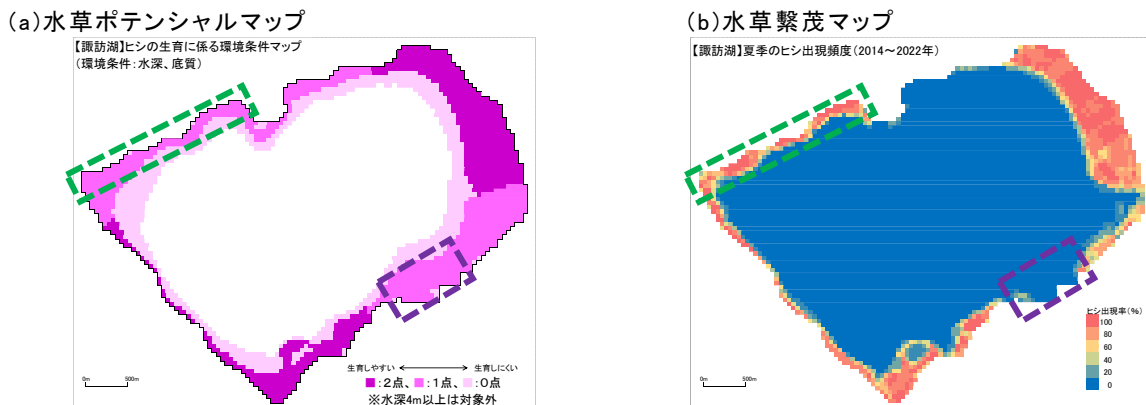 (a)水草ポテンシャルマップ
【諏訪湖】ヒシの生育に係る環境条件マップ
(環境条件:水深、底質)
0m 500m
生育しやすい ⟷ 生育しにくい
■:2点、■:1点、■:0点
※水深4m以上は対象外
(b)水草繫茂マップ
【諏訪湖】夏季のヒシ出現頻度(2014~2022年)
0m 500m
ヒシ出現率(%)
100
80
60
40
20
0